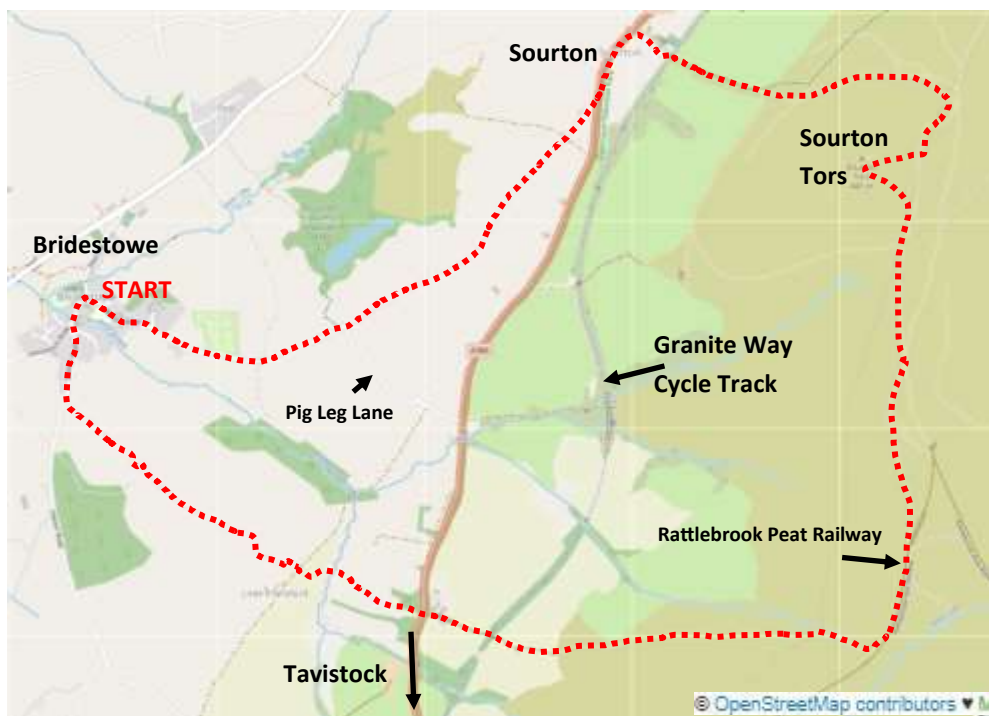 Sourton
Sourton
Tors
Bridestowe
START
Granite Way
Cycle Track
Pig Leg Lane
Rattlebrook Peat Railway
Tavistock
© OpenStreetMap contributors ♥ M